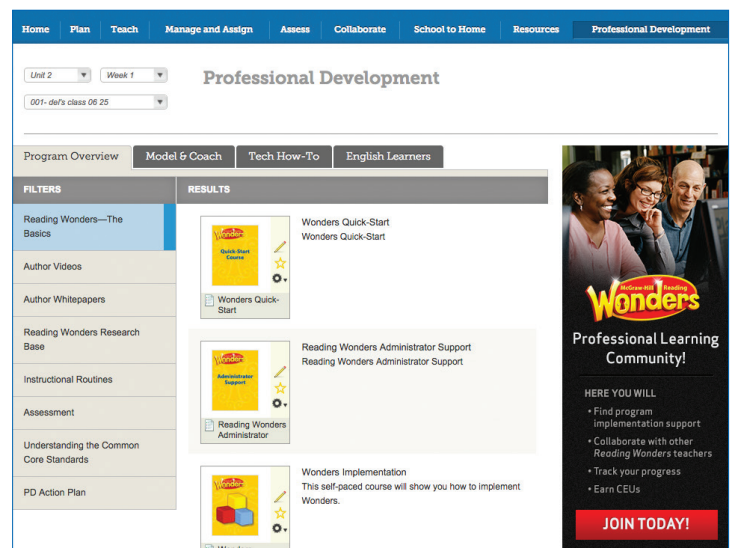 Home Plan Teach Manage and Assign Assess Collaborate School to Home Resources Professional Development
Unit 2 Week 1
001- del's class 06 25
Professional Development
Program Overview Model & Coach Tech How-To English Learners
FILTERS
Reading Wonders—The
Basics
Author Videos
Author Whitepapers
Reading Wonders Research
Base
Instructional Routines
Assessment
Understanding the Common
Core Standards
PD Action Plan
RESULTS
Wonders
Quick-Start
Course
Wonders Quick-
Start
Wonders Quick-Start
Wonders Quick-Start
Wonders
Administrator
Support
Reading Wonders
Administrator
Reading Wonders Administrator Support
Reading Wonders Administrator Support
Wonders
Wonders Implementation
This self-paced course will show you how to implement
Wonders.
McGraw-Hill Reading
Wonders
Professional Learning
Community!
HERE YOU WILL
• Find program
implementation support
• Collaborate with other
Reading Wonders teachers
• Track your progress
• Earn CEUs
JOIN TODAY!